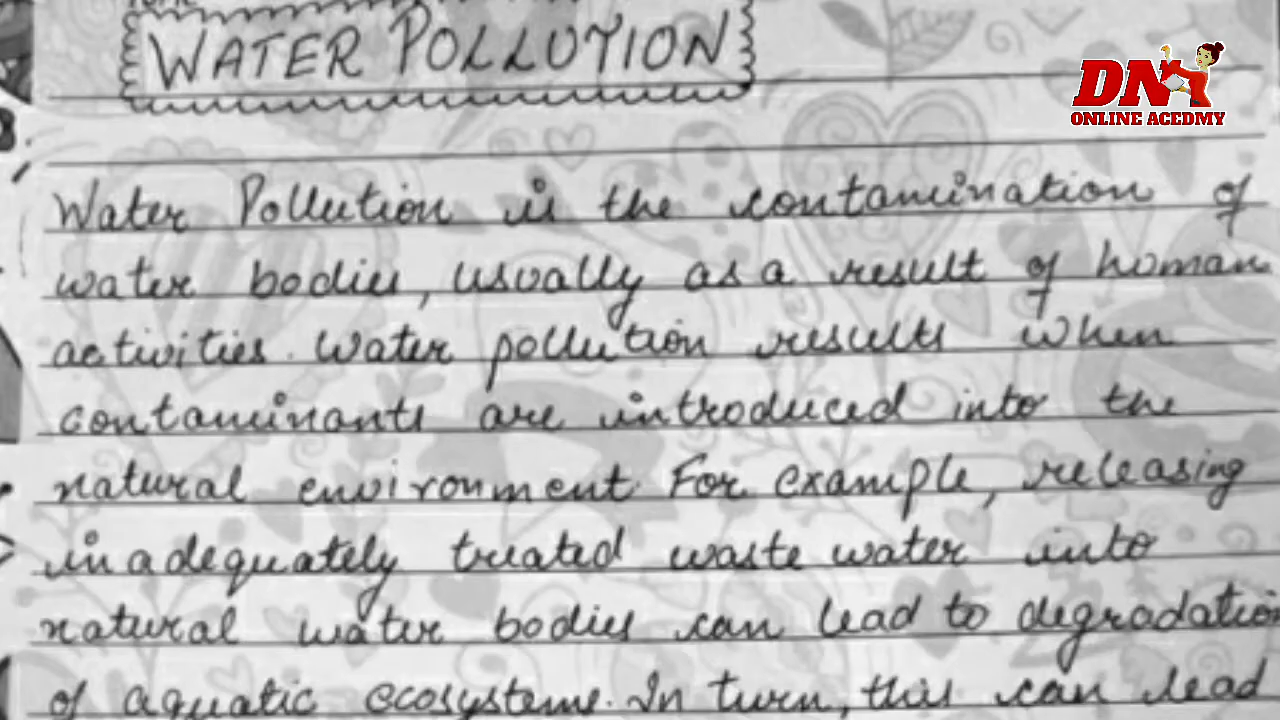 WATER POLLUTION
DNY
ONLINE ACEDMY
Water Pollution is the contamination of
water bodies, usually as a result of human
activities. Water pollution results when
contaminants are introduced into the
natural environment. For example, releasing
inadequately treated waste water into
natural water bodies can lead to degradation
of aquatic ecosystems. In turn, this can lead